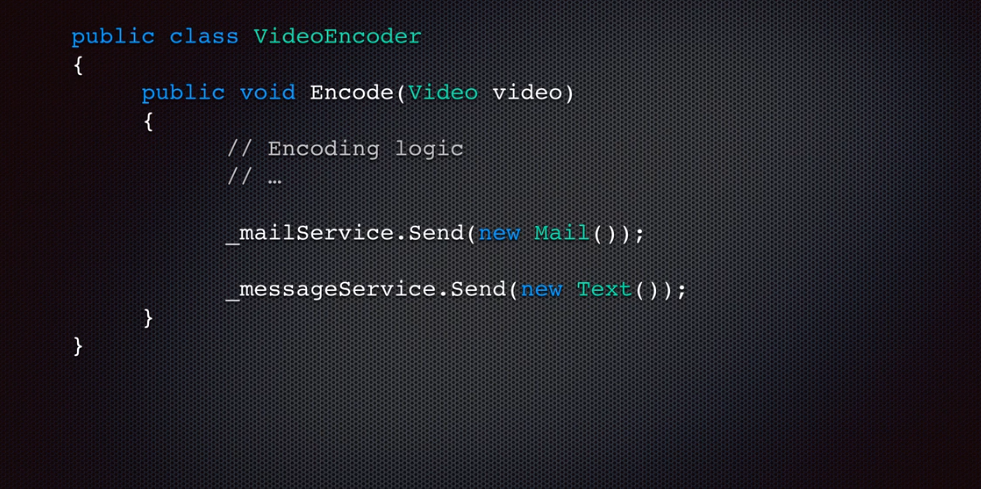 public class VideoEncoder
{
public void Encode(Video video)
{
// Encoding logic
// …
_mailService.Send(new Mail());
_messageService.Send(new Text());
}
}